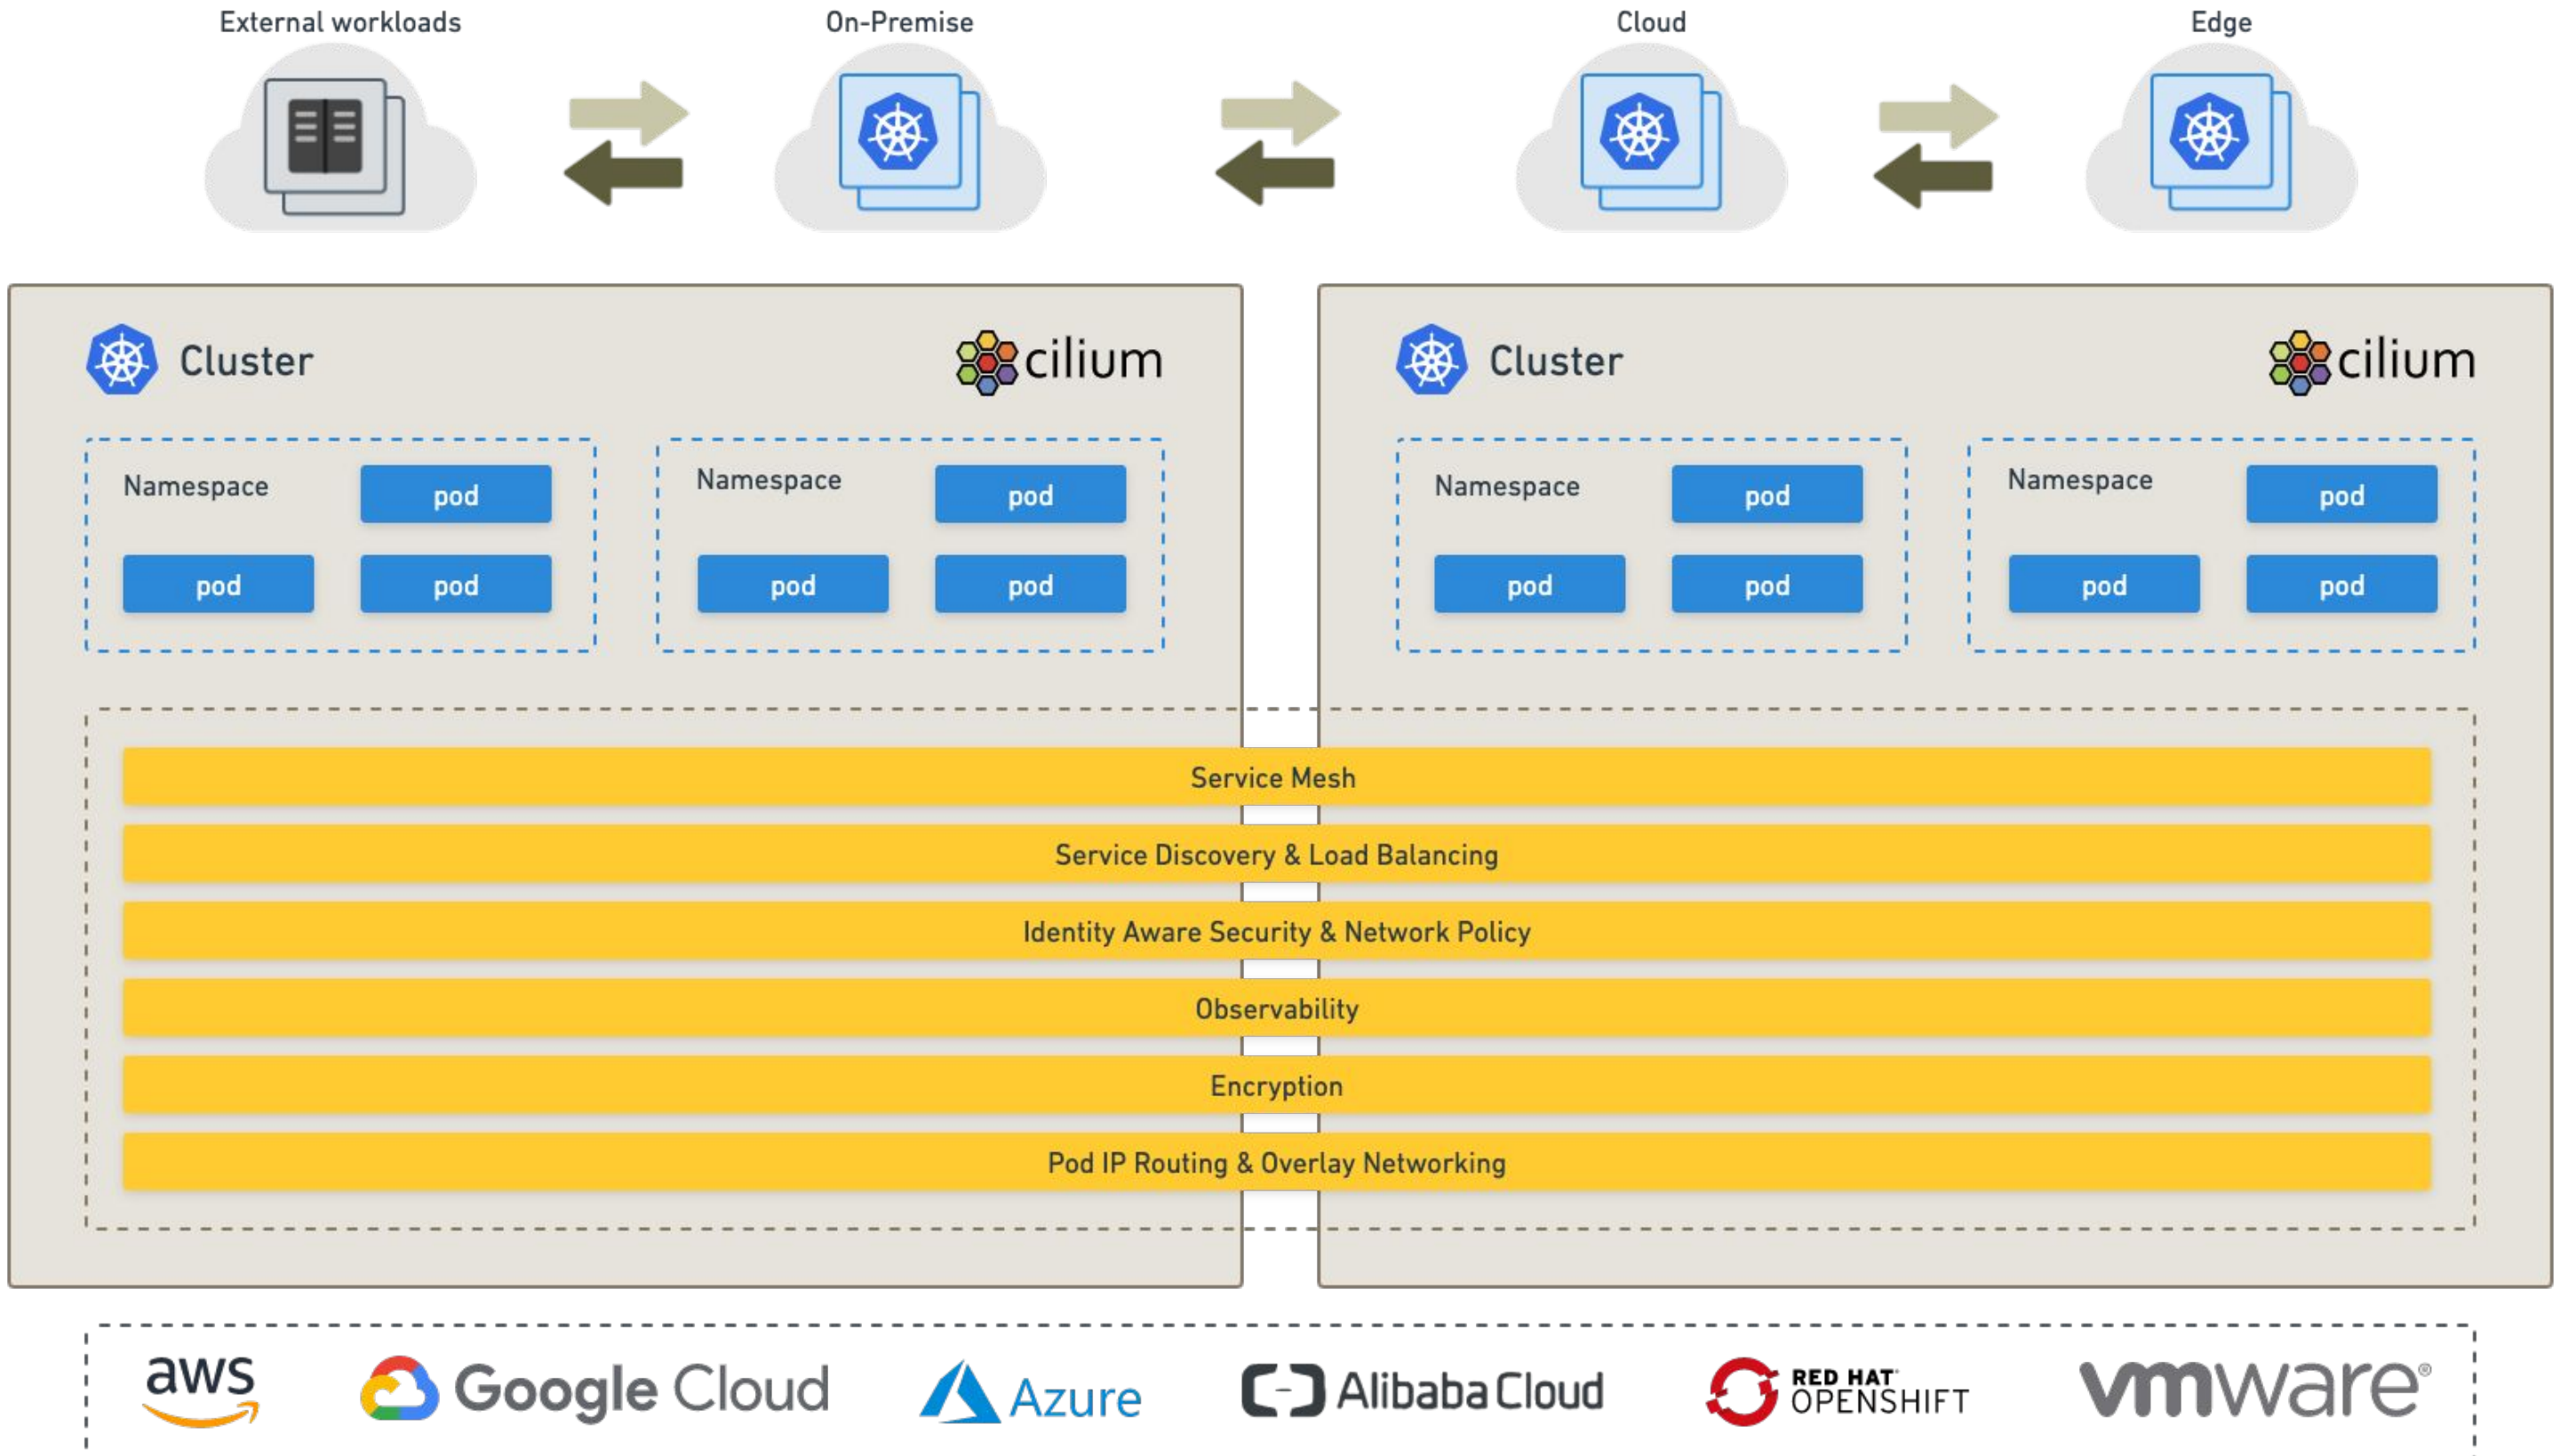 External workloads
On-Premise
Cloud
Edge
Cluster
cilium
Cluster
cilium
Namespace
pod
pod
pod
Namespace
pod
pod
pod
Namespace
pod
pod
pod
Namespace
pod
pod
pod
Service Mesh
Service Discovery & Load Balancing
Identity Aware Security & Network Policy
Observability
Encryption
Pod IP Routing & Overlay Networking
aws
Google Cloud
Azure
Alibaba Cloud
RED HAT®
OPENSHIFT
vmware®